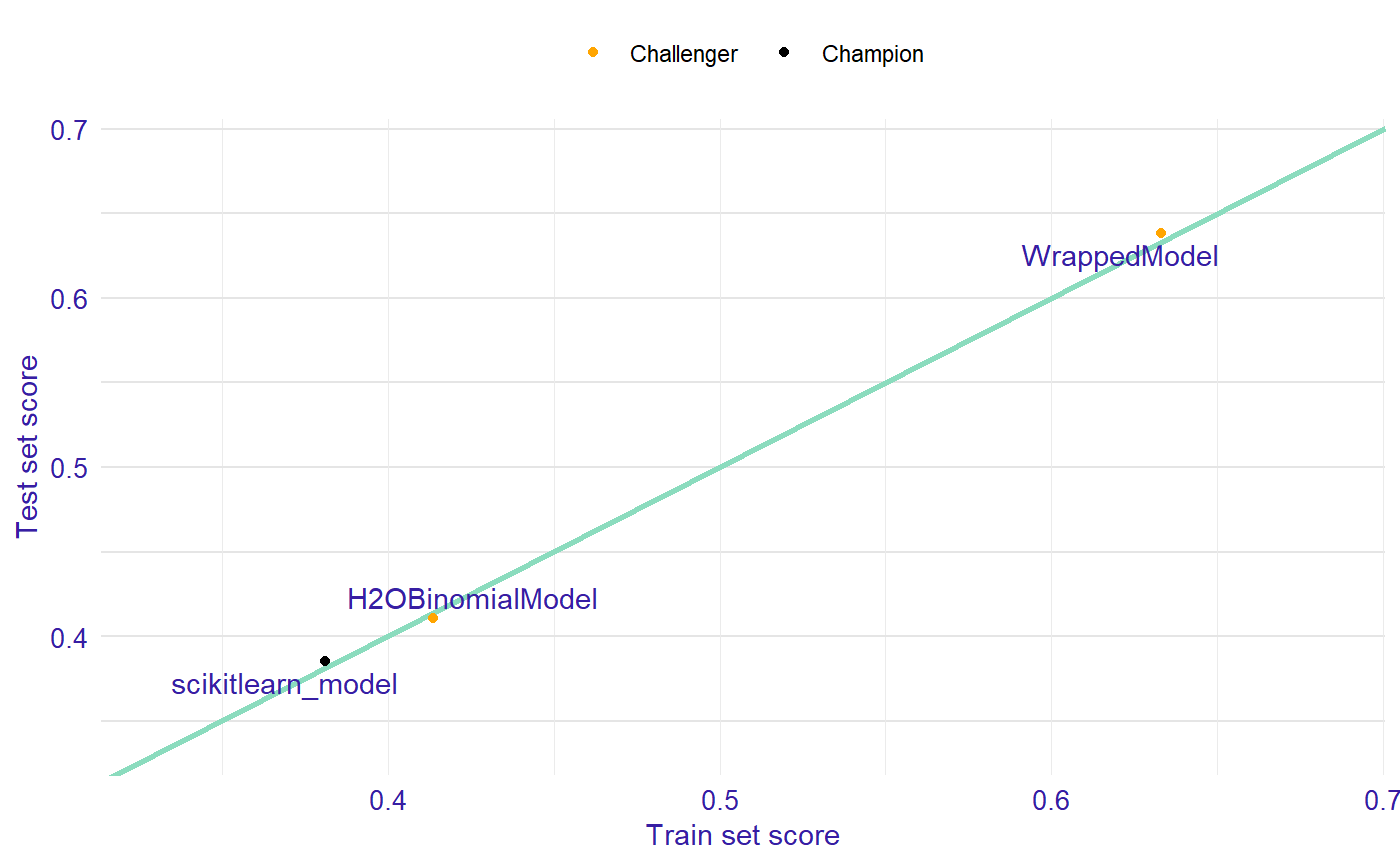 Challenger Champion
0.7
WrappedModel
0.6
Test set score
0.5
H2OBinomialModel
0.4
scikitlearn_model
0.4 0.5 0.6 0.7
Train set score